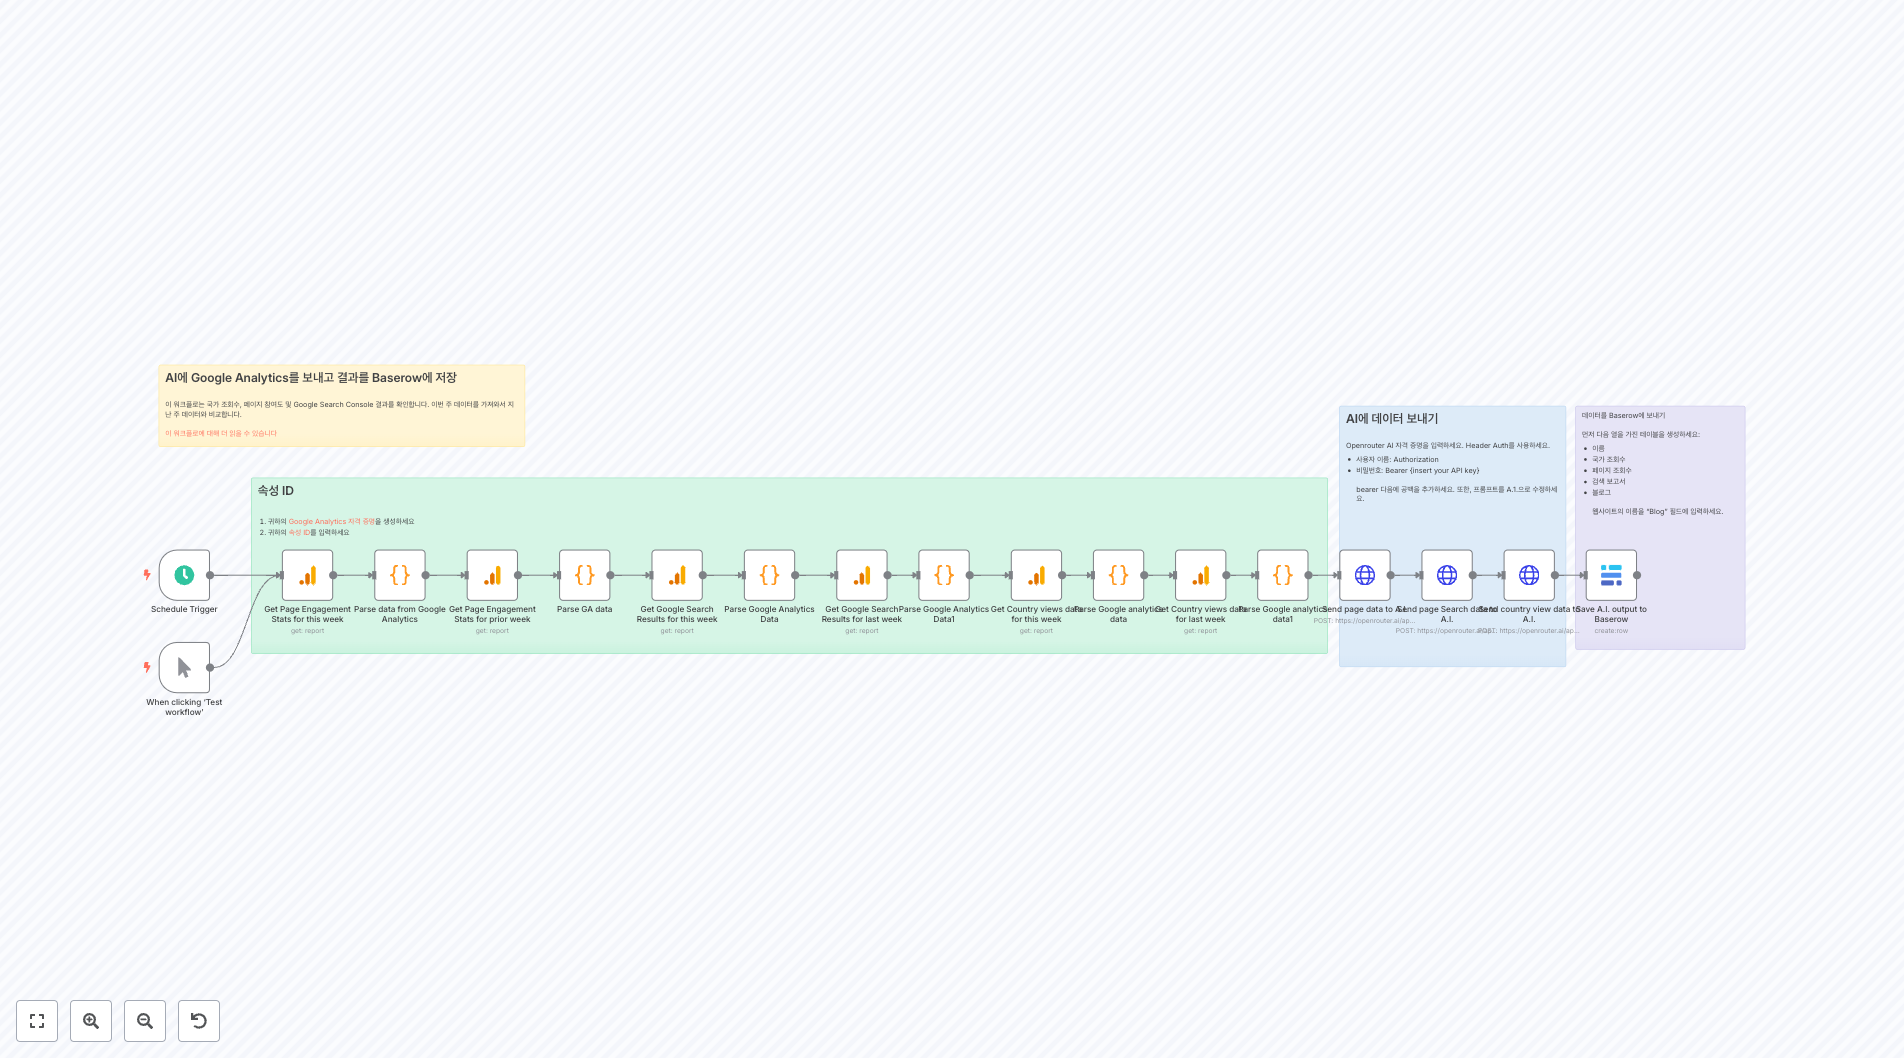 AI에 Google Analytics를 보내고 결과를 Baserow에 저장
이 워크플로는 국가 조회수, 페이지 참여도 및 Google Search Console 결과를 확인합니다. 이번 주 데이터를 가져와서 지
난 주 데이터와 비교합니다.
이 워크플로에 대해 더 읽을 수 있습니다
AI에 데이터 보내기
Openrouter AI 자격 증명을 입력하세요. Header Auth를 사용하세요.
사용자 이름: Authorization
비밀번호: Bearer {insert your API key}
bearer 다음에 공백을 추가하세요. 또한, 프롬프트를 A.1.으로 수정하세
요.
데이터를 Baserow에 보내기
먼저 다음 열을 가진 테이블을 생성하세요:
이름
국가 조회수
페이지 조회수
검색 보고서
블로그
웹사이트의 이름을 "Blog" 필드에 입력하세요.
속성 ID
1. 귀하의 Google Analytics 자격 증명을 생성하세요
2. 귀하의 속성 ID를 입력하세요
Schedule Trigger
When clicking 'Test
workflow'
Get Page Engagement
Stats for this week
get: report
Parse data from Google
Analytics
Get Page Engagement
Stats for prior week
get: report
Parse GA data
Get Google Search
Results for this week
get: report
Parse Google Analytics
Data
Get Google Search
Results for last week
get: report
Parse Google Analytics
Data1
Get Country views data
for this week
get: report
Parse Google analytics
data
Get Country views data
for last week
get: report
Parse Google analytics
data1
Send page data to A.I.
POST: https://openrouter.ai/ap...
Send page Search data to
A.I.
POST: https://openrouter.ai/ap...
Send country view data to
A.I.
POST: https://openrouter.ai/ap...
Save A.I. output to
Baserow
create:row